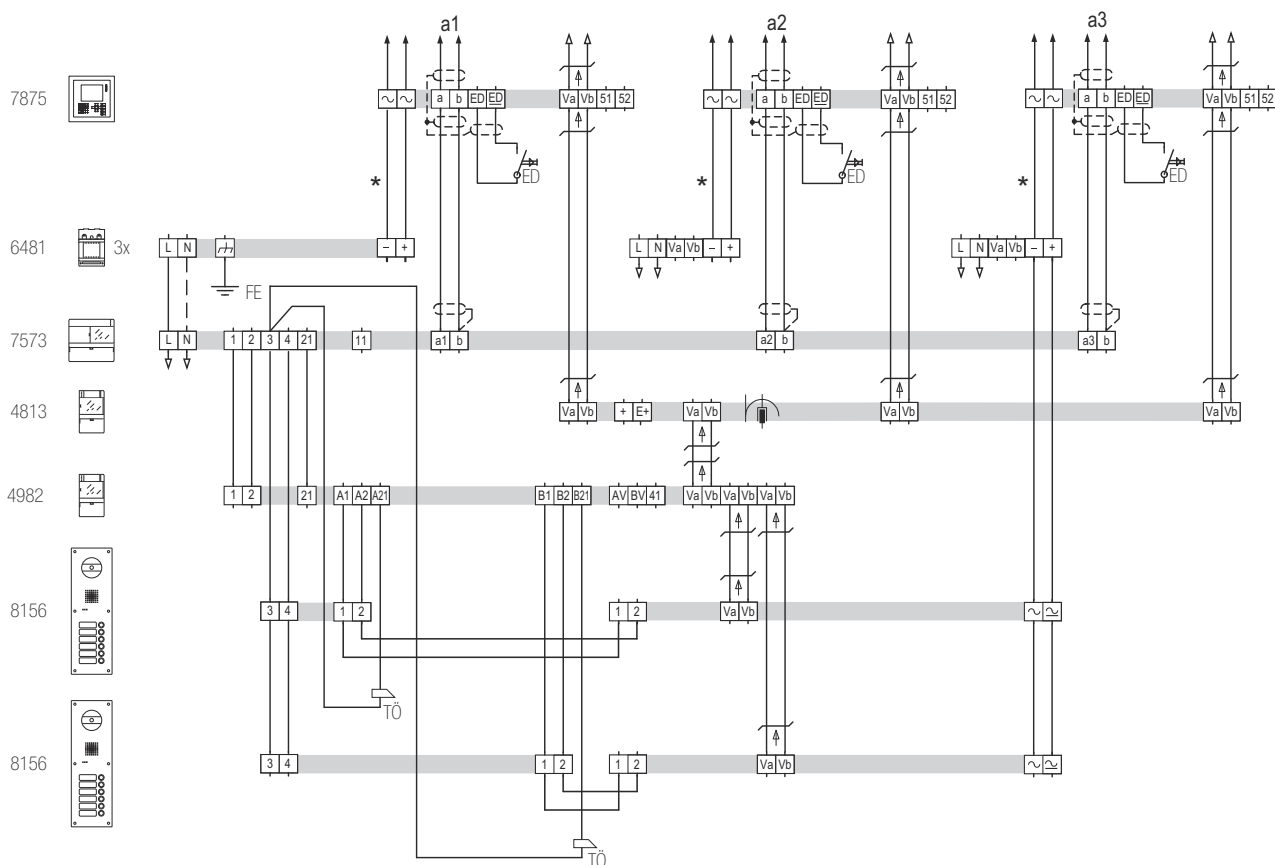 a1 a2 a3
7875 ~ ~ a b ED ED Va Vb 51 52 ~ ~ a b ED ED Va Vb 51 52 ~ ~ a b ED ED Va Vb 51 52
ED ED ED
* * *
6481 3x L N - + L N Va Vb - + L N Va Vb - +
FE
7573 L N 1 2 3 4 21 11 a1 b a2 b a3 b
4813 Va Vb + E+ Va Vb Va Vb Va Vb
4982 1 2 21 A1 A2 A21 B1 B2 B21 AV BV 41 Va Vb Va Vb Va Vb
8156 3 4 1 2 1 2 Va Vb ~ ~
TÖ
8156 3 4 1 2 1 2 Va Vb ~ ~
TÖ